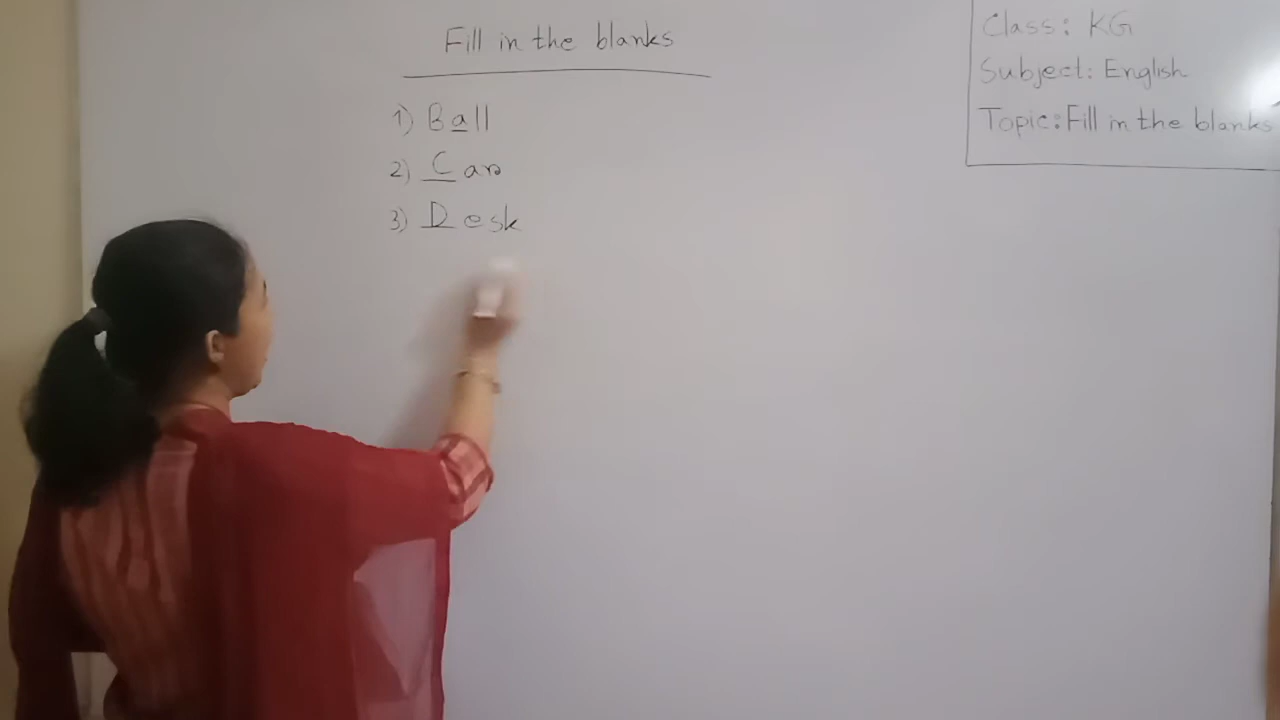 Fill in the blanks
1) Ball
2) Car
3) Desk
Class: KG
Subject: English
Topic: Fill in the blanks